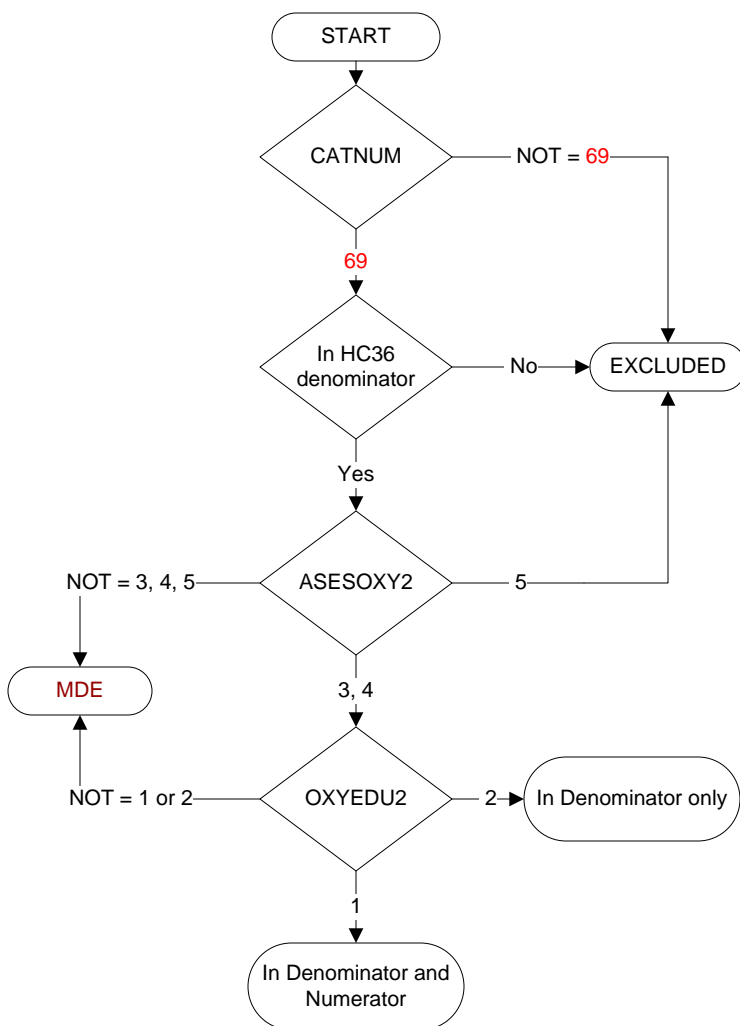 START
CATNUM
NOT = 69
69
In HC36
denominator
No
EXCLUDED
Yes
NOT = 3, 4, 5
ASESOXY2
5
MDE
3, 4
NOT = 1 or 2
OXYEDU2
2
In Denominator only
1
In Denominator and
Numerator